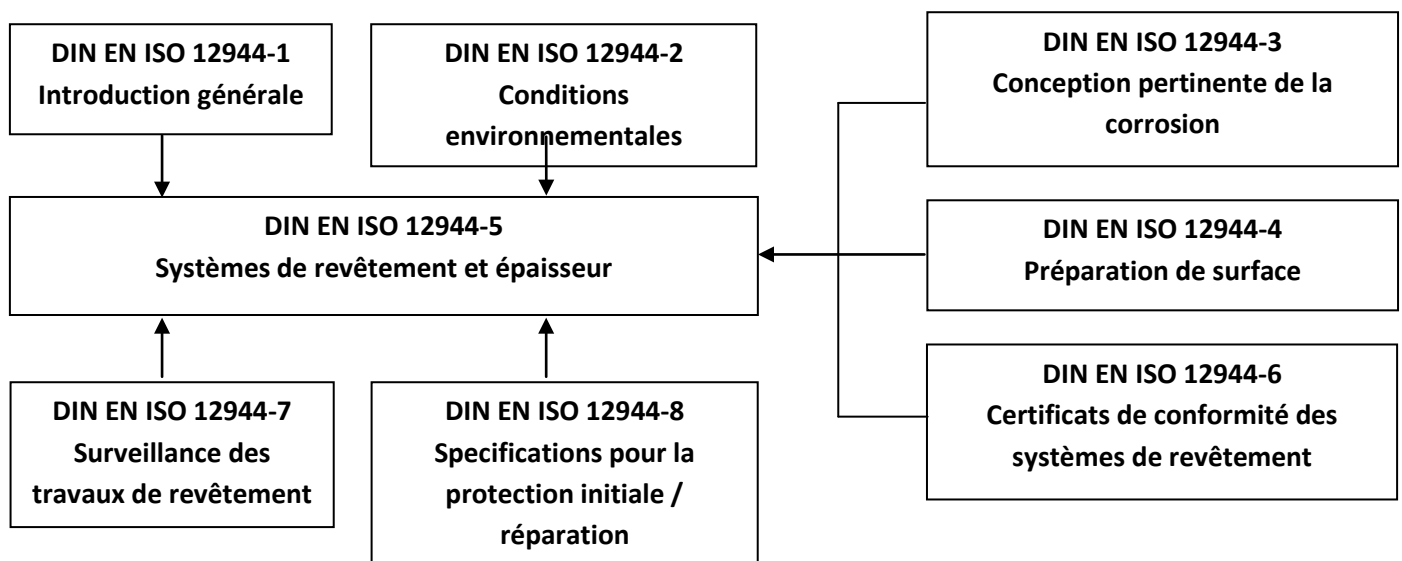 DIN EN ISO 12944-1
Introduction générale
DIN EN ISO 12944-2
Conditions
environnementales
DIN EN ISO 12944-3
Conception pertinente de la
corrosion
DIN EN ISO 12944-5
Systèmes de revêtement et épaisseur
DIN EN ISO 12944-4
Préparation de surface
DIN EN ISO 12944-7
Surveillance des
travaux de revêtement
DIN EN ISO 12944-8
Specifications pour la
protection initiale /
réparation
DIN EN ISO 12944-6
Certificats de conformité des
systèmes de revêtement